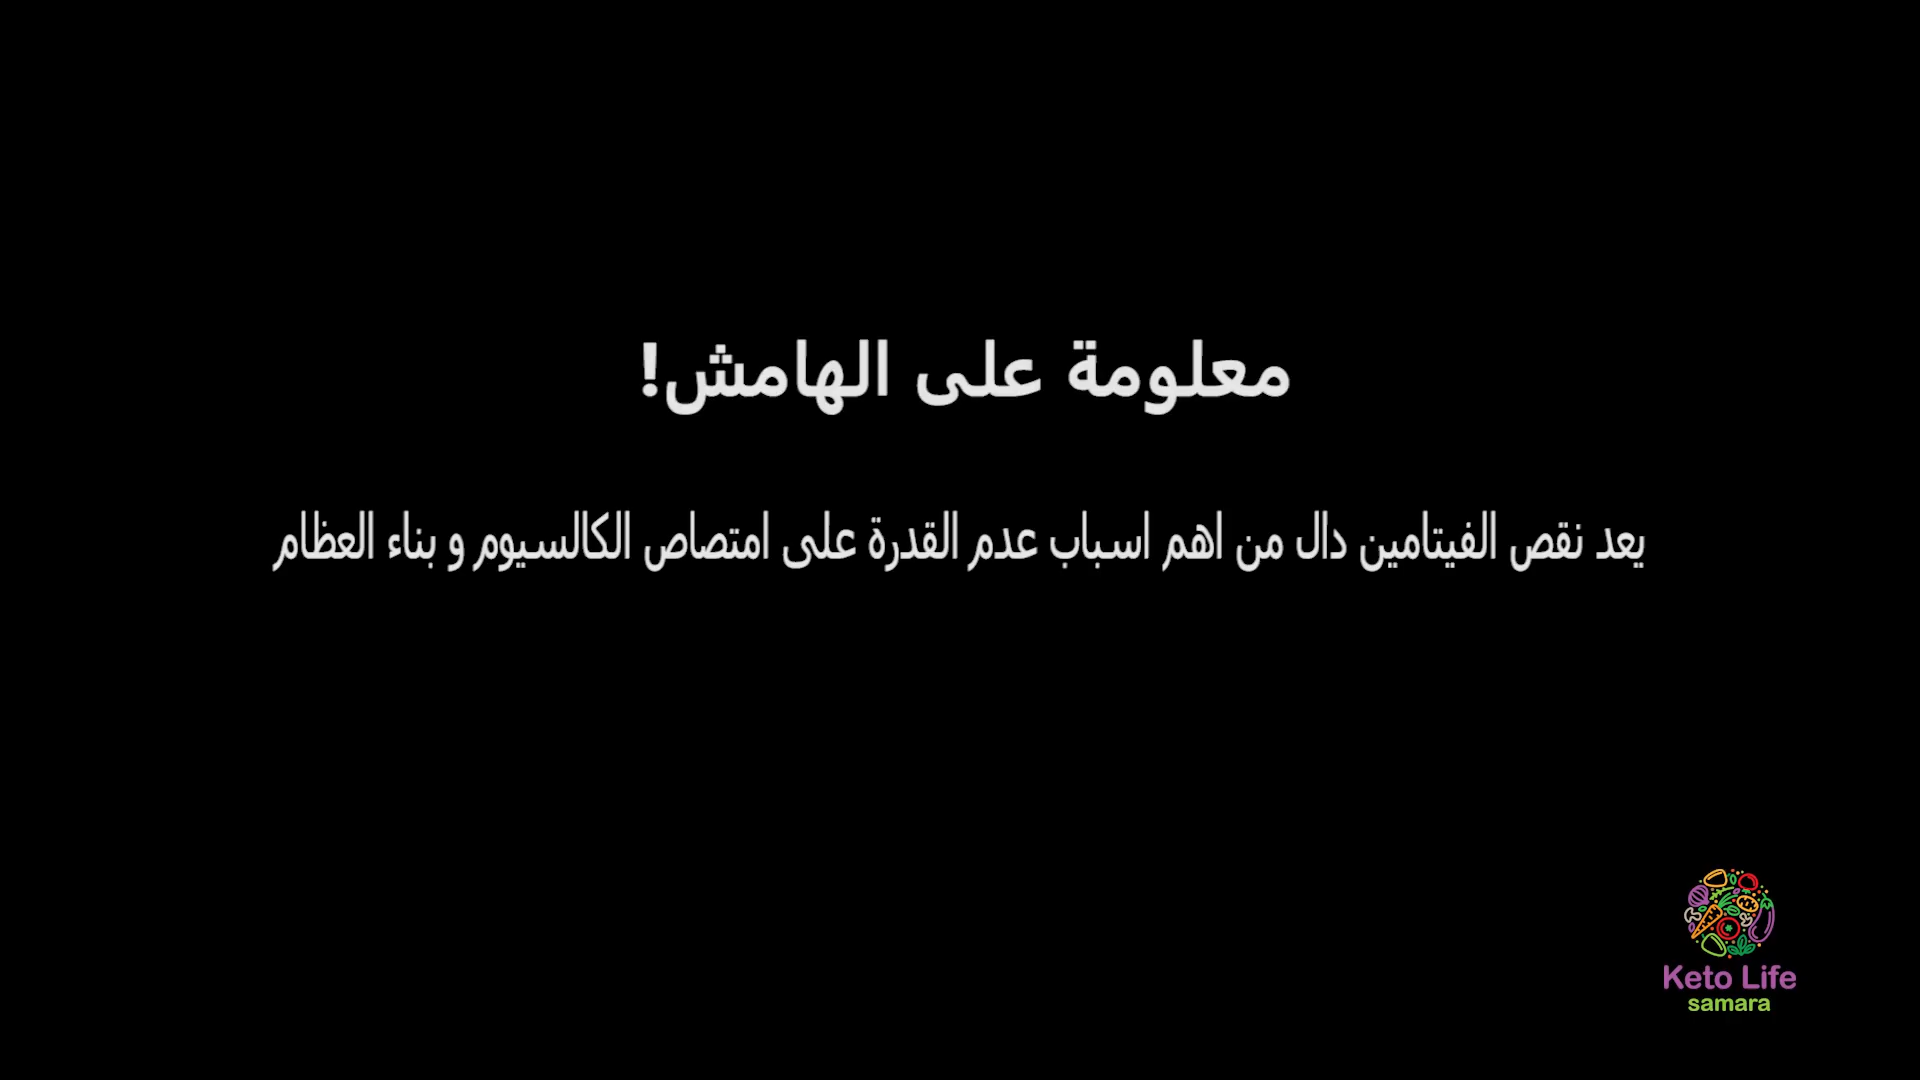 معلومة على الهامش!
يعد نقص الفيتامين دال من اهم اسباب عدم القدرة على امتصاص الكالسيوم و بناء العظام
Keto Life
samara